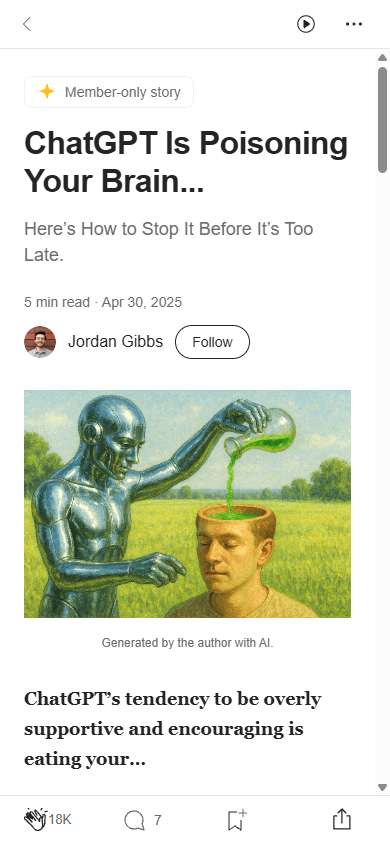 Member-only story
ChatGPT Is Poisoning
Your Brain...
Here’s How to Stop It Before It’s Too
Late.
5 min read · Apr 30, 2025
Jordan Gibbs
Follow
Generated by the author with AI.
ChatGPT’s tendency to be overly
supportive and encouraging is
eating your...
18K
7